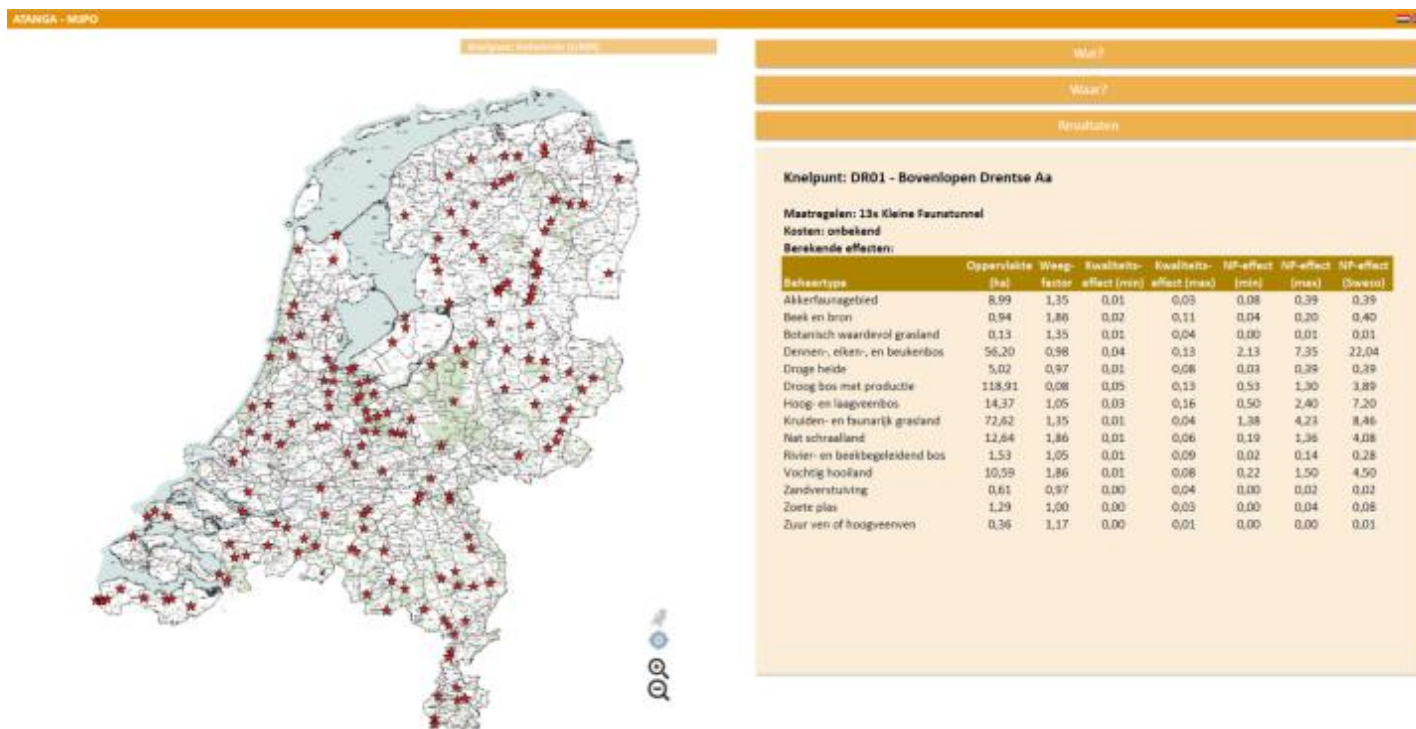 ATANGA - MJPO
Wat?
Waar?
Resultaten
Knelpunt: DR01 - Bovenlopen Drentse Aa
Maatregelen: 13x Kleine Faunatunnel
Kosten: onbekend
Berekende effecten:
Beheertype Oppervlakte (ha) Weeg-factor Kwaliteits-effect (min) Kwaliteits-effect (max) NP-effect (min) NP-effect (max) NP-effect (Sweco)
Akkerfaunagebied 8,99 1,35 0,01 0,03 0,08 0,39 0,39
Beek en bron 0,94 1,86 0,02 0,11 0,04 0,20 0,40
Botanisch waardevol grasland 0,13 1,35 0,01 0,04 0,00 0,01 0,01
Dennen-, eiken-, en beukenbos 56,20 0,98 0,04 0,13 2,13 7,35 22,04
Droge heide 5,02 0,97 0,01 0,08 0,03 0,39 0,39
Droog bos met productie 118,91 0,08 0,05 0,13 0,53 1,30 3,89
Hoog- en laagveenbos 14,37 1,05 0,03 0,16 0,50 2,40 7,20
Kruiden- en faunarijk grasland 72,62 1,35 0,01 0,04 1,38 4,23 8,46
Nat schraalland 12,64 1,86 0,01 0,06 0,19 1,36 4,08
Rivier- en beekbegeleidend bos 1,53 1,05 0,01 0,09 0,02 0,14 0,28
Vochtig hooiland 10,59 1,86 0,01 0,08 0,22 1,50 4,50
Zandverstuiving 0,61 0,97 0,00 0,04 0,00 0,02 0,02
Zoete plas 1,29 1,00 0,00 0,03 0,00 0,04 0,08
Zuur ven of hoogveenven 0,36 1,17 0,00 0,01 0,00 0,00 0,01